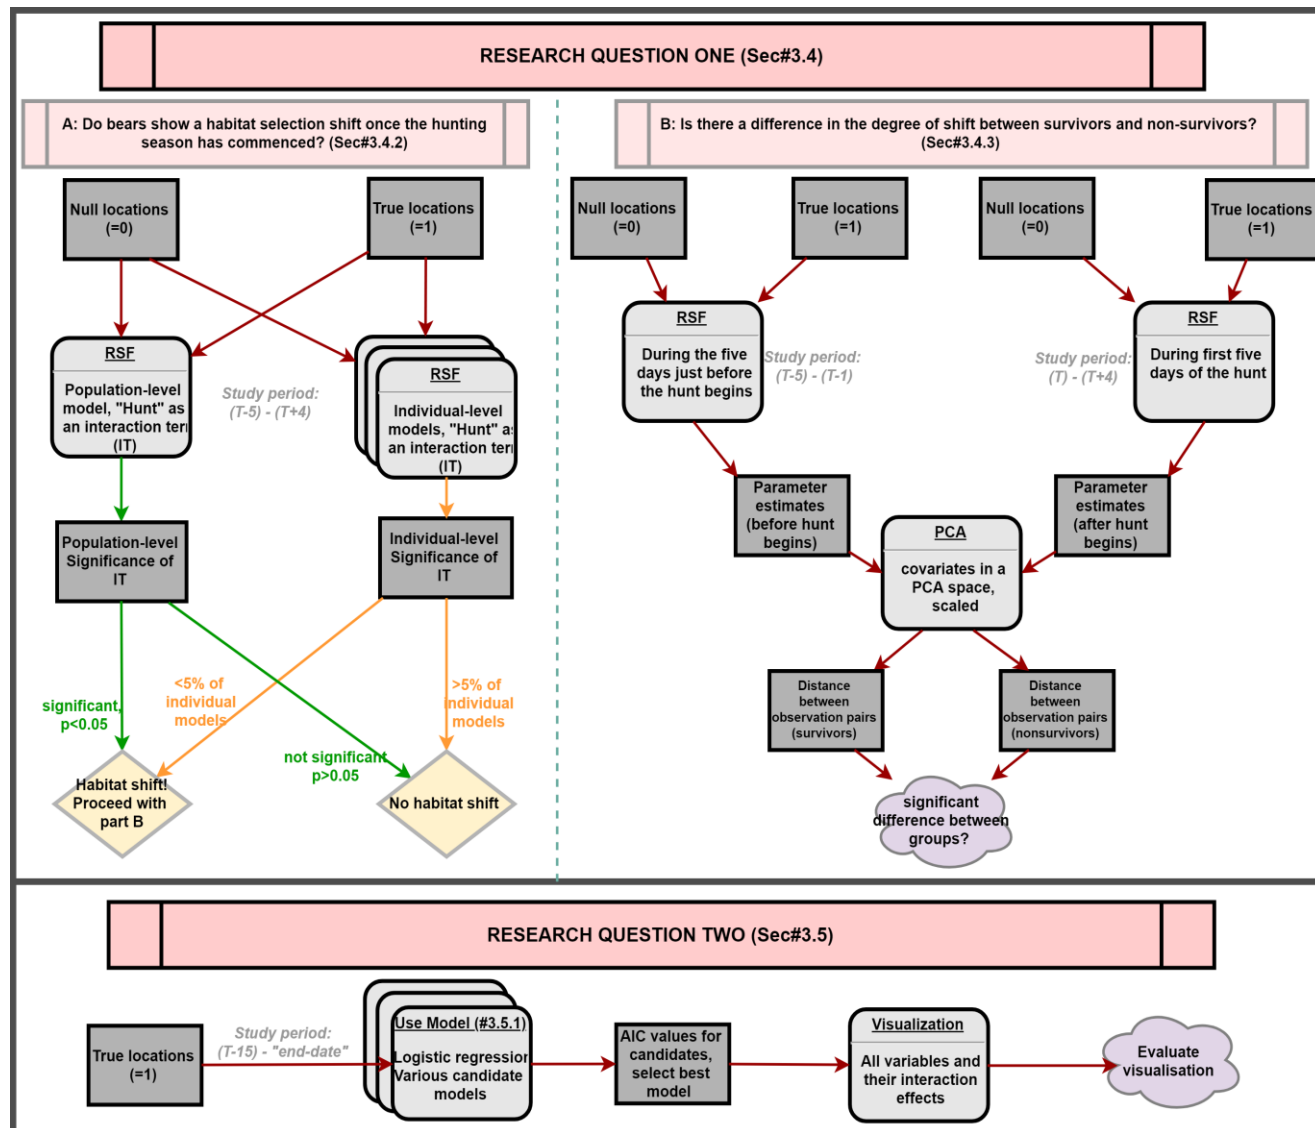 RESEARCH QUESTION ONE (Sec#3.4)
A: Do bears show a habitat selection shift once the hunting
season has commenced? (Sec#3.4.2)
Null locations
(=0)
True locations
(=1)
RSF
Population-level
model, "Hunt" as
an interaction ter
(IT)
Study period:
(T-5) - (T+4)
RSF
Individual-level
models, "Hunt" as
an interaction ter
(IT)
Population-level
Significance of
IT
Individual-level
Significance of
IT
significant,
p<0.05
<5% of
individual
models
>5% of
individual
models
not significant
p>0.05
Habitat shift!
Proceed with
part B
No habitat shift
B: Is there a difference in the degree of shift between survivors and non-survivors?
(Sec#3.4.3)
Null locations
(=0)
True locations
(=1)
Null locations
(=0)
True locations
(=1)
RSF
During the five
days just before
the hunt begins
Study period:
(T-5) - (T-1)
Study period:
(T) - (T+4)
RSF
During first five
days of the hunt
Parameter
estimates
(before hunt
begins)
Parameter
estimates
(after hunt
begins)
PCA
covariates in a
PCA space,
scaled
Distance
between
observation pairs
(survivors)
Distance
between
observation pairs
(nonsurvivors)
significant
difference between
groups?
RESEARCH QUESTION TWO (Sec#3.5)
True locations
(=1)
Study period:
(T-15) - "end-date"
Use Model (#3.5.1)
Logistic regression
Various candidate
models
AIC values for
candidates,
select best
model
Visualization
All variables and
their interaction
effects
Evaluate
visualisation